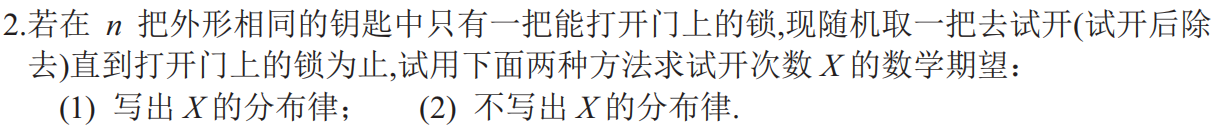 2.若在 n 把外形相同的钥匙中只有一把能打开门上的锁,现随机取一把去试开(试开后除
去)直到打开门上的锁为止,试用下面两种方法求试开次数 X 的数学期望:
(1) 写出 X 的分布律; (2) 不写出 X 的分布律.